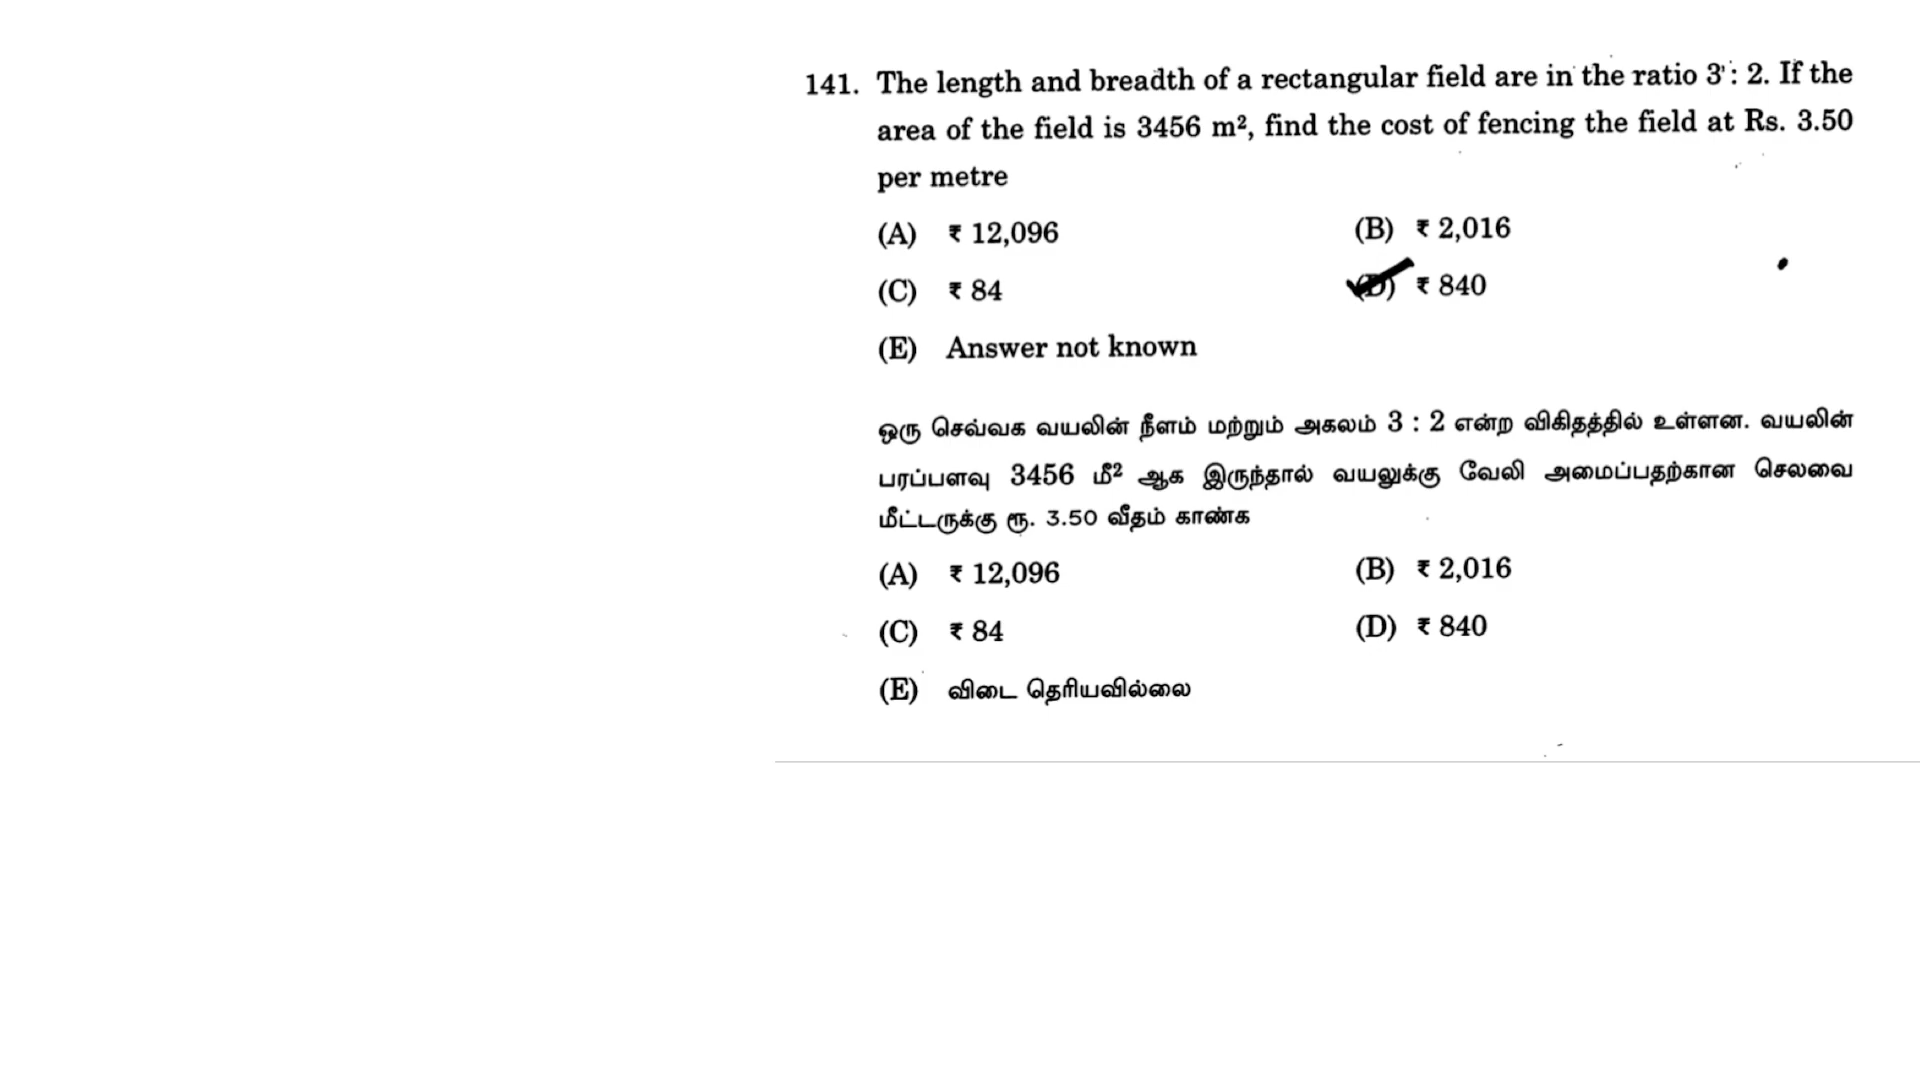 141. The length and breadth of a rectangular field are in the ratio 3 : 2. If the
area of the field is 3456 m², find the cost of fencing the field at Rs. 3.50
per metre
(A) ₹ 12,096 (B) ₹ 2,016
(C) ₹ 84 (D) ₹ 840
(E) Answer not known
ஒரு செவ்வக வயலின் நீளம் மற்றும் அகலம் 3 : 2 என்ற விகிதத்தில் உள்ளன. வயலின்
பரப்பளவு 3456 மீ² ஆக இருந்தால் வயலுக்கு வேலி அமைப்பதற்கான செலவை
மீட்டருக்கு ரூ. 3.50 வீதம் காண்க
(A) ₹ 12,096 (B) ₹ 2,016
(C) ₹ 84 (D) ₹ 840
(E) விடை தெரியவில்லை